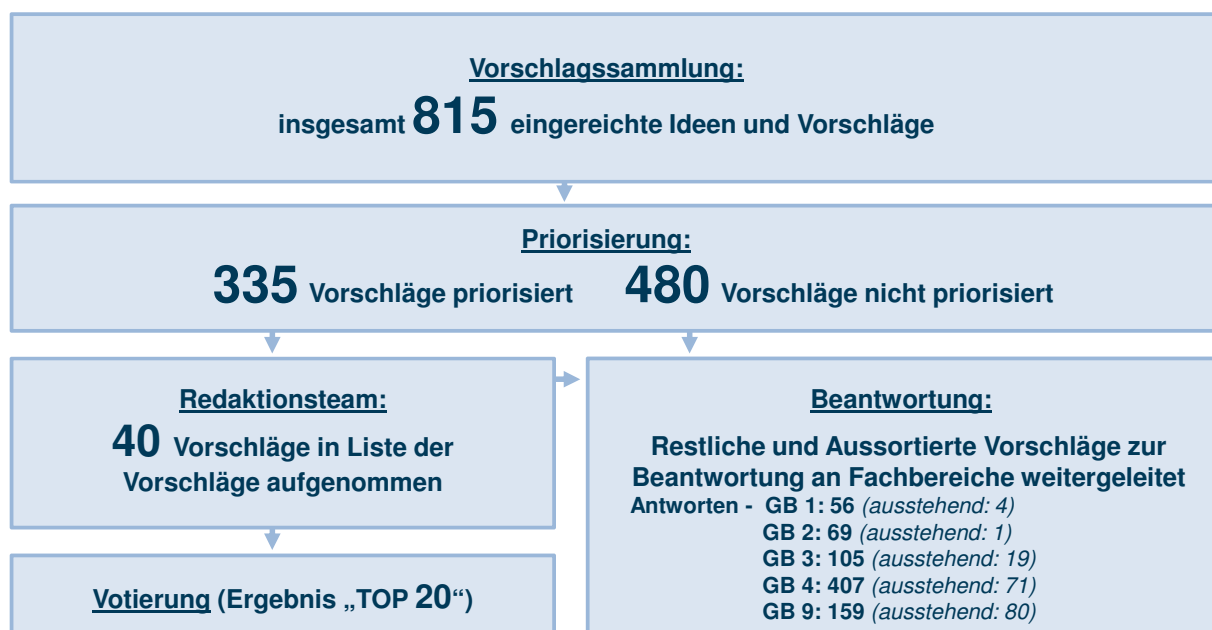 Vorschlagssammlung:
insgesamt 815 eingereichte Ideen und Vorschläge
Priorisierung:
335 Vorschläge priorisiert 480 Vorschläge nicht priorisiert
Redaktionsteam:
40 Vorschläge in Liste der
Vorschläge aufgenommen
Votierung (Ergebnis „TOP 20“)
Beantwortung:
Restliche und Aussortierte Vorschläge zur
Beantwortung an Fachbereiche weitergeleitet
Antworten - GB 1: 56 (ausstehend: 4)
GB 2: 69 (ausstehend: 1)
GB 3: 105 (ausstehend: 19)
GB 4: 407 (ausstehend: 71)
GB 9: 159 (ausstehend: 80)